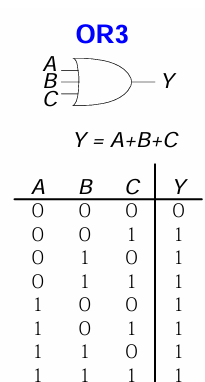 OR3
A
B
C
Y
Y = A+B+C
A B C Y
0 0 0 0
0 0 1 1
0 1 0 1
0 1 1 1
1 0 0 1
1 0 1 1
1 1 0 1
1 1 1 1